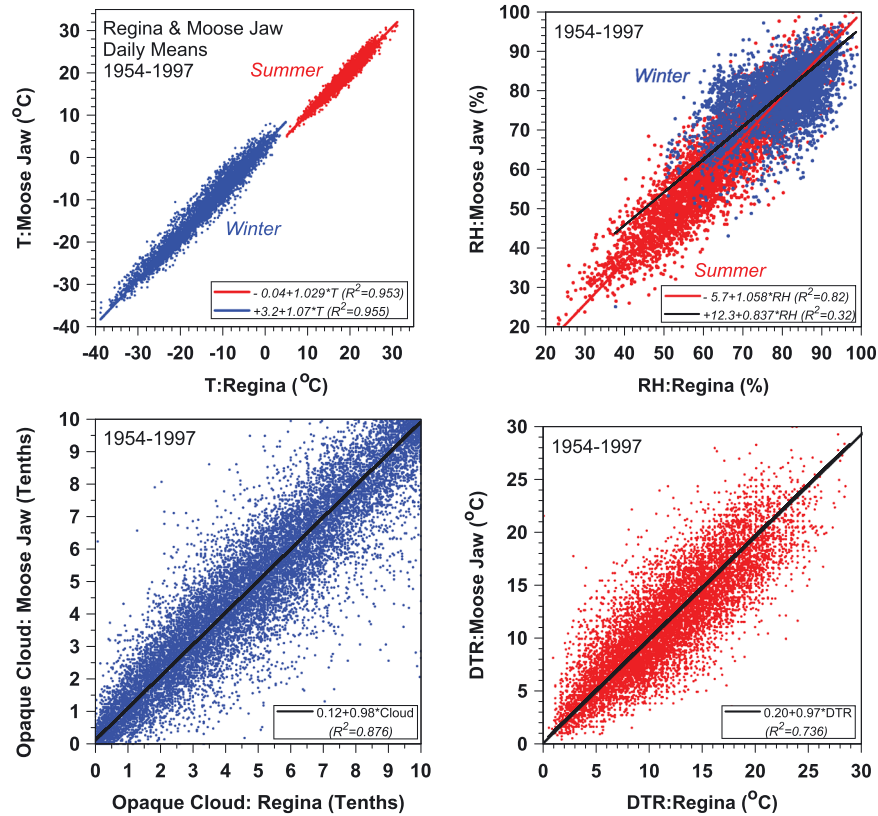 Regina & Moose Jaw
Daily Means
1954-1997
Summer
Winter
T:Moose Jaw (°C)
30
20
10
0
-10
-20
-30
-40
- 0.04+1.029*T (R²=0.953)
+3.2+1.07*T (R²=0.955)
-40 -30 -20 -10 0 10 20 30
T:Regina (°C)
1954-1997
Winter
Summer
RH:Moose Jaw (%)
100
90
80
70
60
50
40
30
20
- 5.7+1.058*RH (R²=0.82)
+12.3+0.837*RH (R²=0.32)
20 30 40 50 60 70 80 90 100
RH:Regina (%)
1954-1997
Opaque Cloud: Moose Jaw (Tenths)
10
9
8
7
6
5
4
3
2
1
0
0.12+0.98*Cloud
(R²=0.876)
0 1 2 3 4 5 6 7 8 9 10
Opaque Cloud: Regina (Tenths)
1954-1997
DTR:Moose Jaw (°C)
30
25
20
15
10
5
0
0.20+0.97*DTR
(R²=0.736)
0 5 10 15 20 25 30
DTR:Regina (°C)